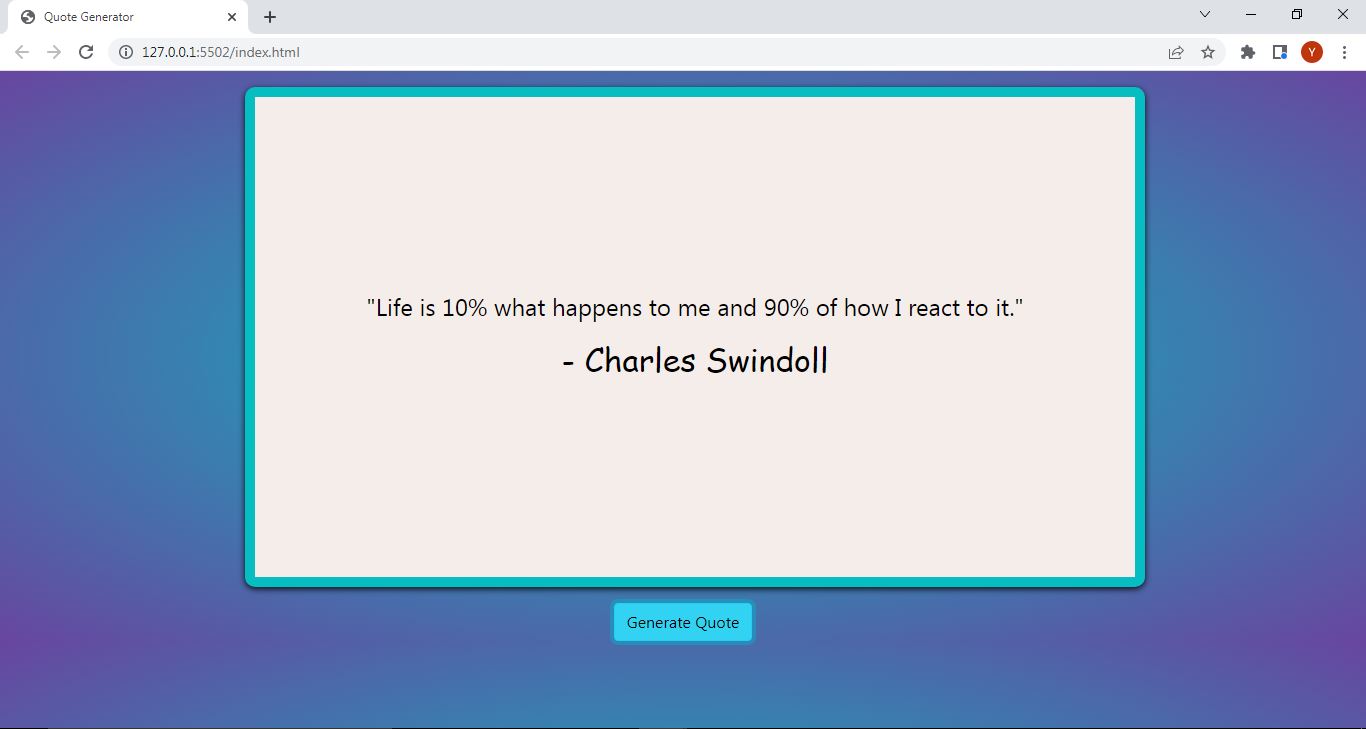 Quote Generator
127.0.0.1:5502/index.html
Y
"Life is 10% what happens to me and 90% of how I react to it."
- Charles Swindoll
Generate Quote